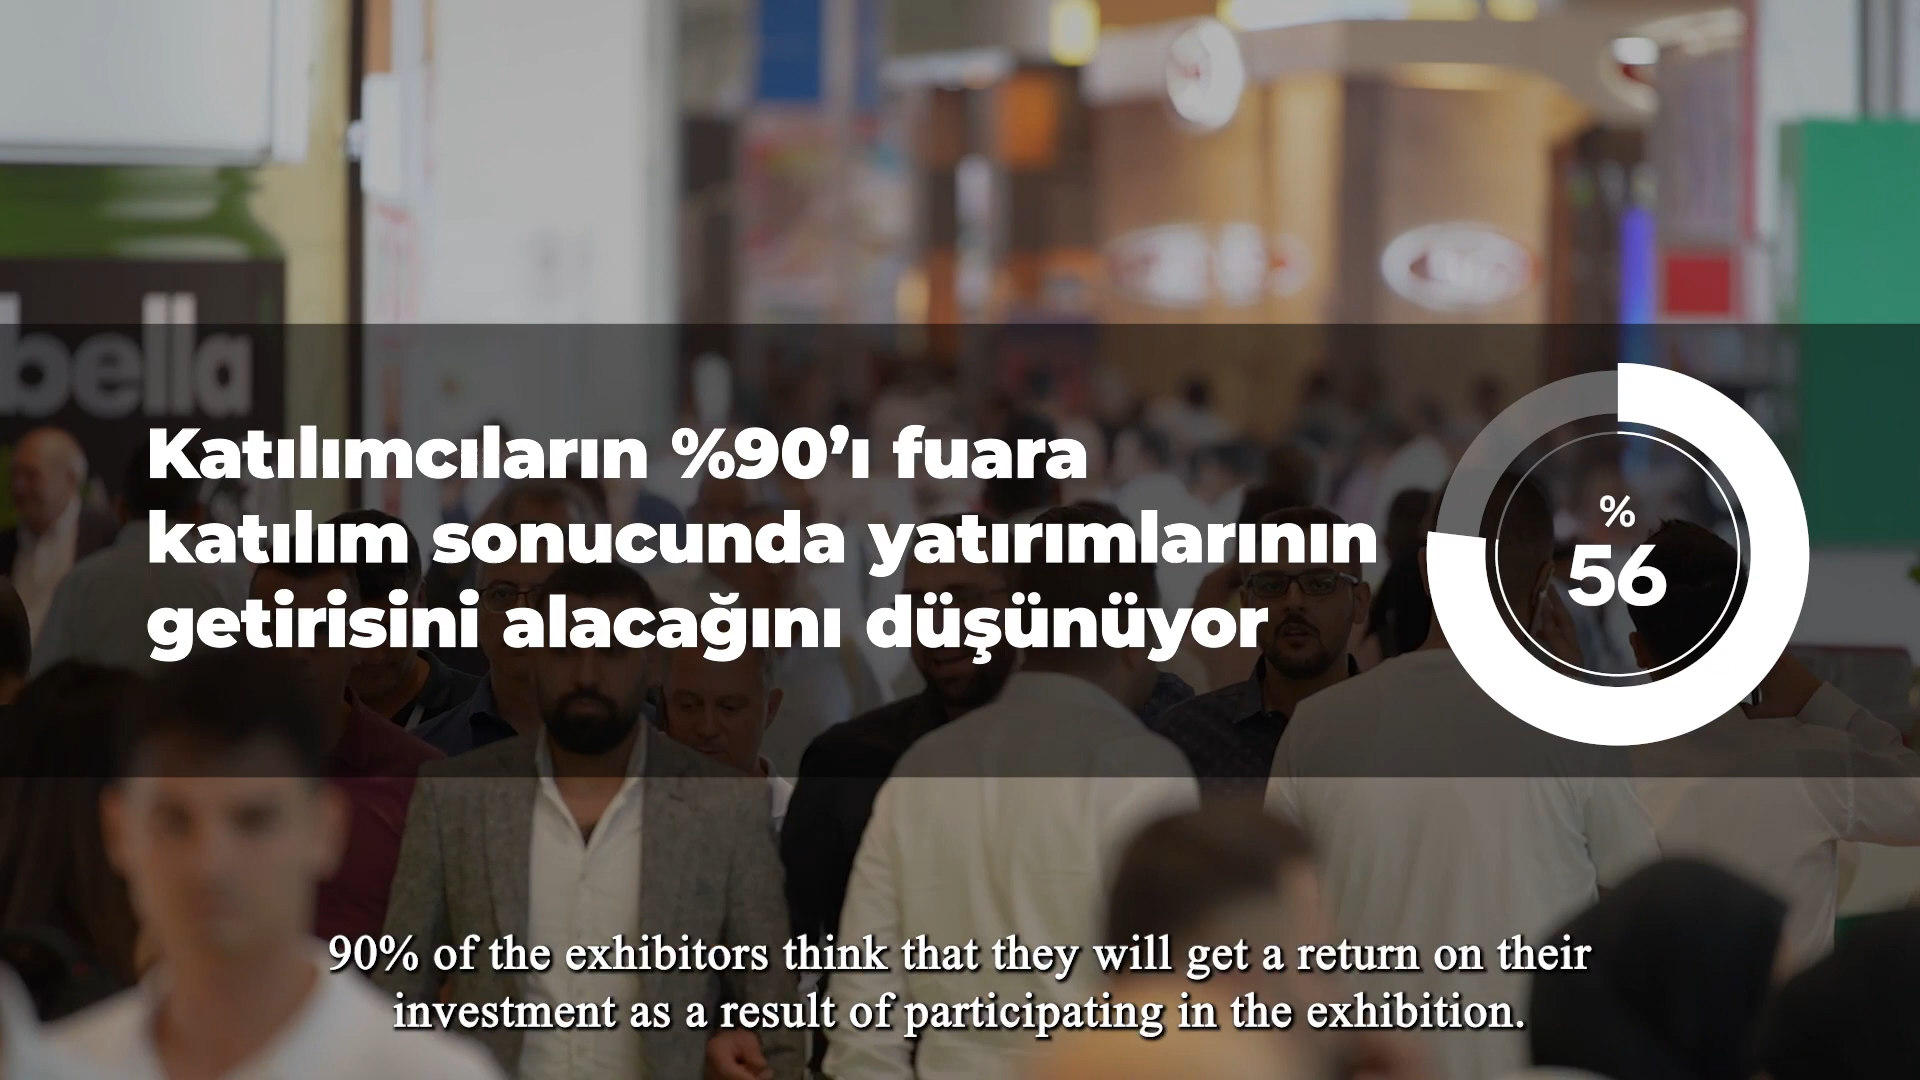 bella
Katılımcıların %90’ı fuara
katılım sonucunda yatırımlarının
getirisini alacağını düşünüyor
%
56
90% of the exhibitors think that they will get a return on their
investment as a result of participating in the exhibition.